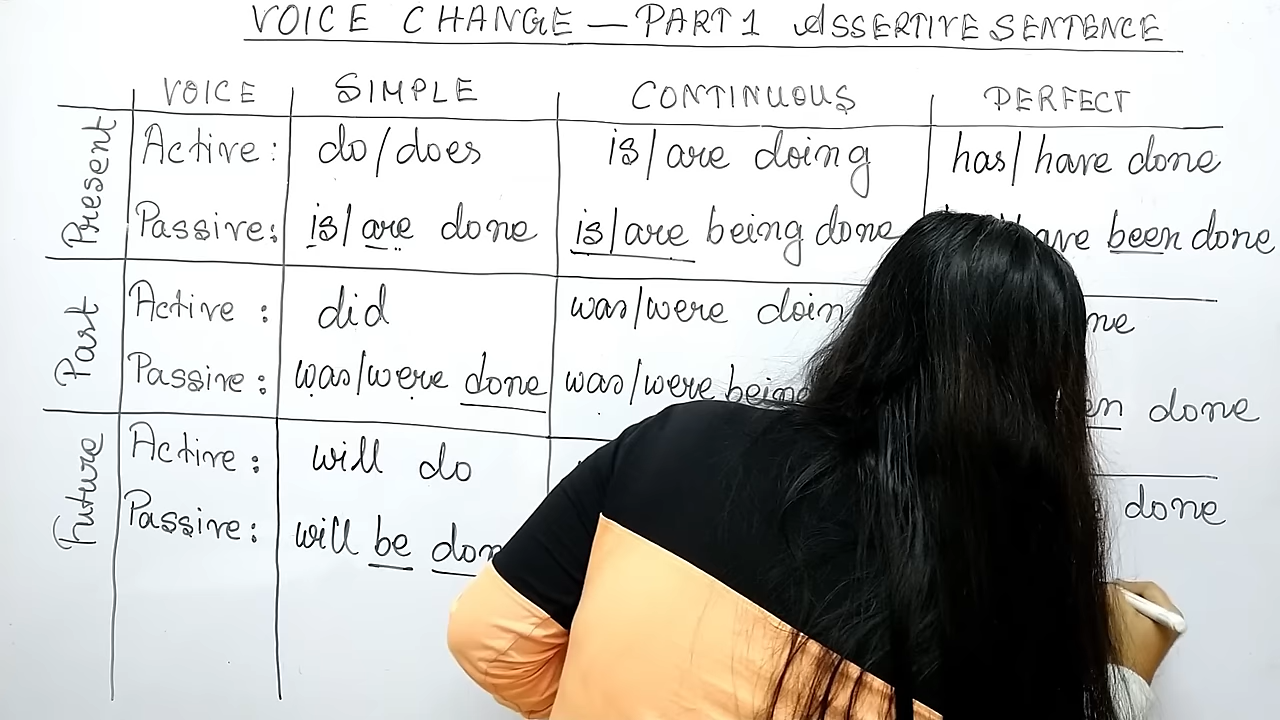 VOICE CHANGE — PART 1 ASSERTIVE SENTENCE
VOICE SIMPLE CONTINUOUS PERFECT
Present
Active: do/does is/are doing has/have done
Passive: is/are done is/are being done been done
Past
Active: did was/were
Passive: was/were done was/were being done
Future
Active: will do done
Passive: will be